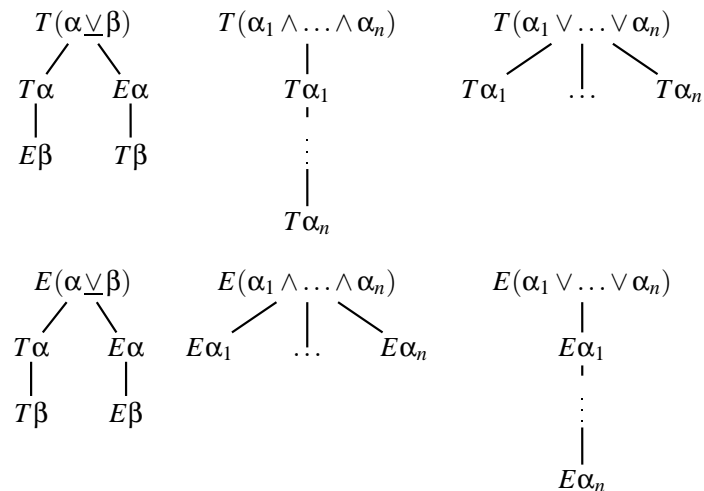 T(α ⊻ β) T(α₁ ∧ … ∧ αₙ) T(α₁ ∨ … ∨ αₙ)
Tα Eα Tα₁ Tα₁ … Tαₙ
Eβ Tβ
Tαₙ
E(α ⊻ β) E(α₁ ∧ … ∧ αₙ) E(α₁ ∨ … ∨ αₙ)
Tα Eα Eα₁ … Eαₙ Eα₁
Tβ Eβ
Eαₙ